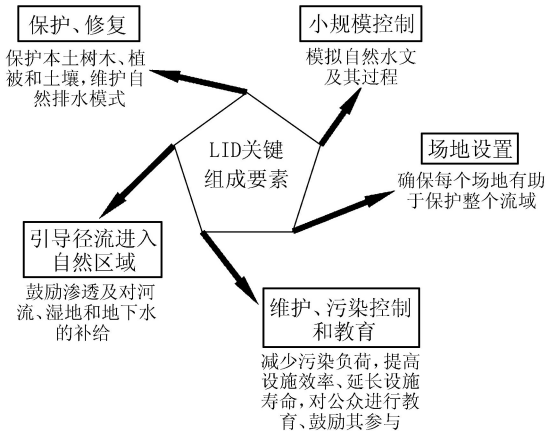 保护、修复
保护本土树木、植
被和土壤,维护自
然排水模式
小规模控制
模拟自然水文
及其过程
LID关键
组成要素
场地设置
确保每个场地有助
于保护整个流域
引导径流进入
自然区域
鼓励渗透及对河
流、湿地和地下水
的补给
维护、污染控制
和教育
减少污染负荷,提高
设施效率、延长设施
寿命,对公众进行教
育、鼓励其参与